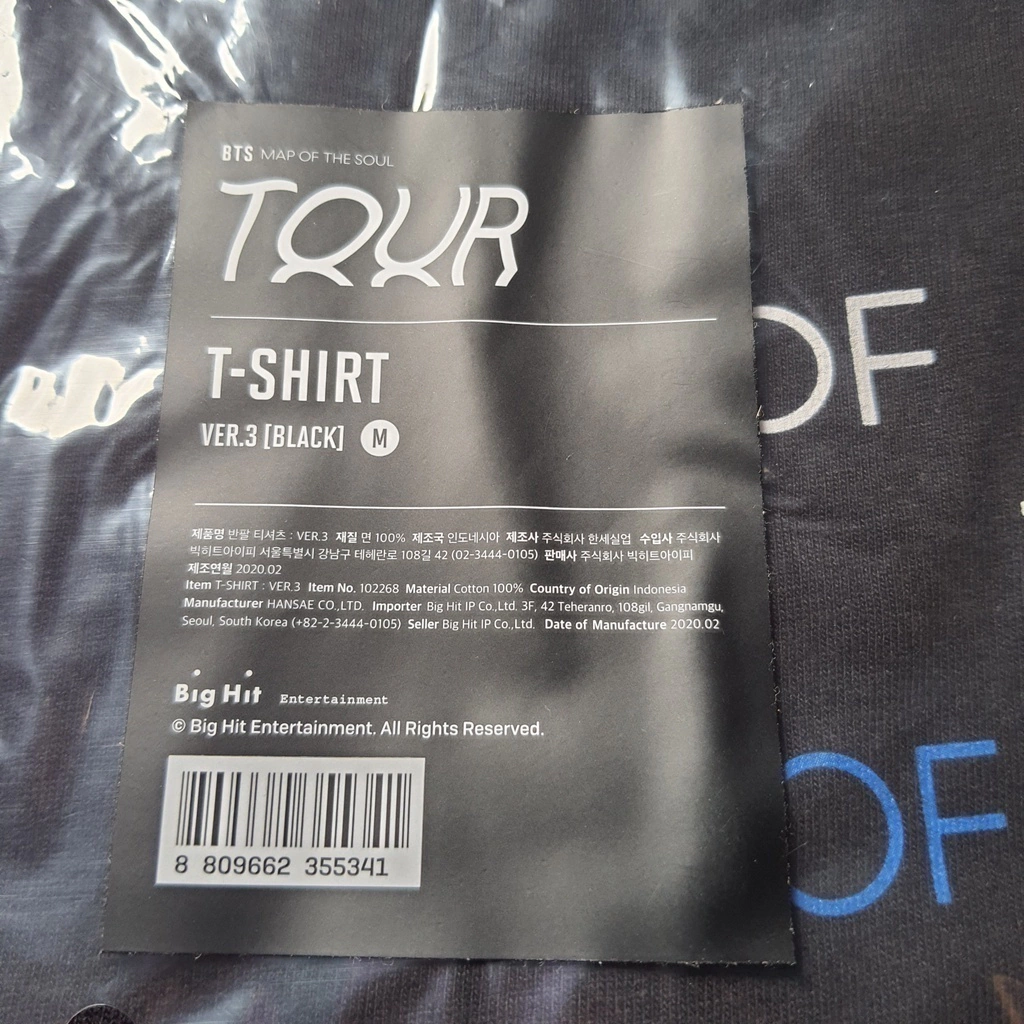 BTS MAP OF THE SOUL
TOUR
T-SHIRT
VER.3 [BLACK] M
제품명 반팔 티셔츠 : VER.3 재질 면 100% 제조국 인도네시아 제조사 주식회사 한세실업 수입사 주식회사
빅히트아이피 서울특별시 강남구 테헤란로 108길 42 (02-3444-0105) 판매사 주식회사 빅히트아이피
제조연월 2020.02
Item T-SHIRT : VER.3 Item No. 102268 Material Cotton 100% Country of Origin Indonesia
Manufacturer HANSAE CO.,LTD. Importer Big Hit IP Co.,Ltd. 3F, 42 Teheranro, 108gil, Gangnamgu,
Seoul, South Korea (+82-2-3444-0105) Seller Big Hit IP Co.,Ltd. Date of Manufacture 2020.02
Big Hit Entertainment
© Big Hit Entertainment. All Rights Reserved.
8 809662 355341
OF
OF